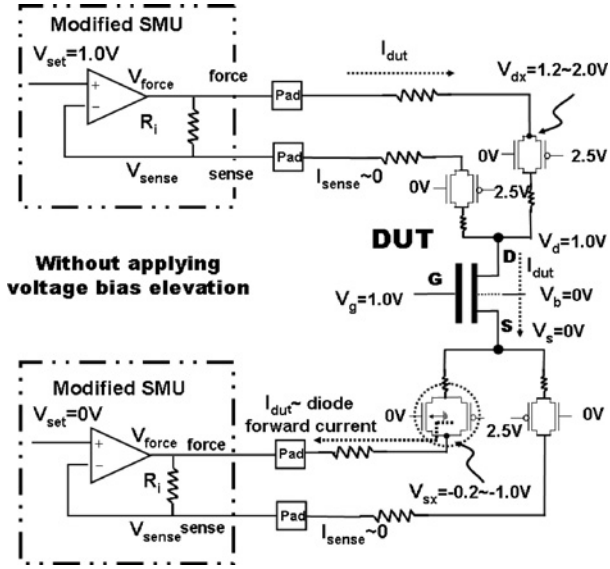 Modified SMU
V_set=1.0V
V_force
force
+
−
R_i
V_sense
sense
Pad
Pad
I_dut
I_sense~0
V_dx=1.2~2.0V
0V
2.5V
0V
2.5V
DUT
V_d=1.0V
D
I_dut
G
V_g=1.0V
V_b=0V
S
V_s=0V
Without applying
voltage bias elevation
Modified SMU
V_set=0V
V_force
force
+
−
R_i
V_sense
sense
Pad
Pad
I_dut~ diode
forward current
0V
2.5V
0V
V_sx=-0.2~-1.0V
I_sense~0